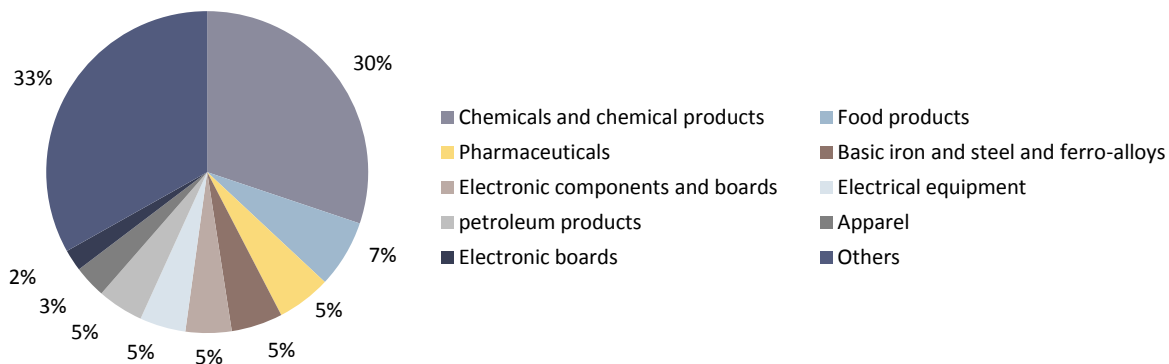 33%
30%
7%
5%
5%
5%
5%
5%
3%
2%
Chemicals and chemical products
Food products
Pharmaceuticals
Basic iron and steel and ferro-alloys
Electronic components and boards
Electrical equipment
petroleum products
Apparel
Electronic boards
Others